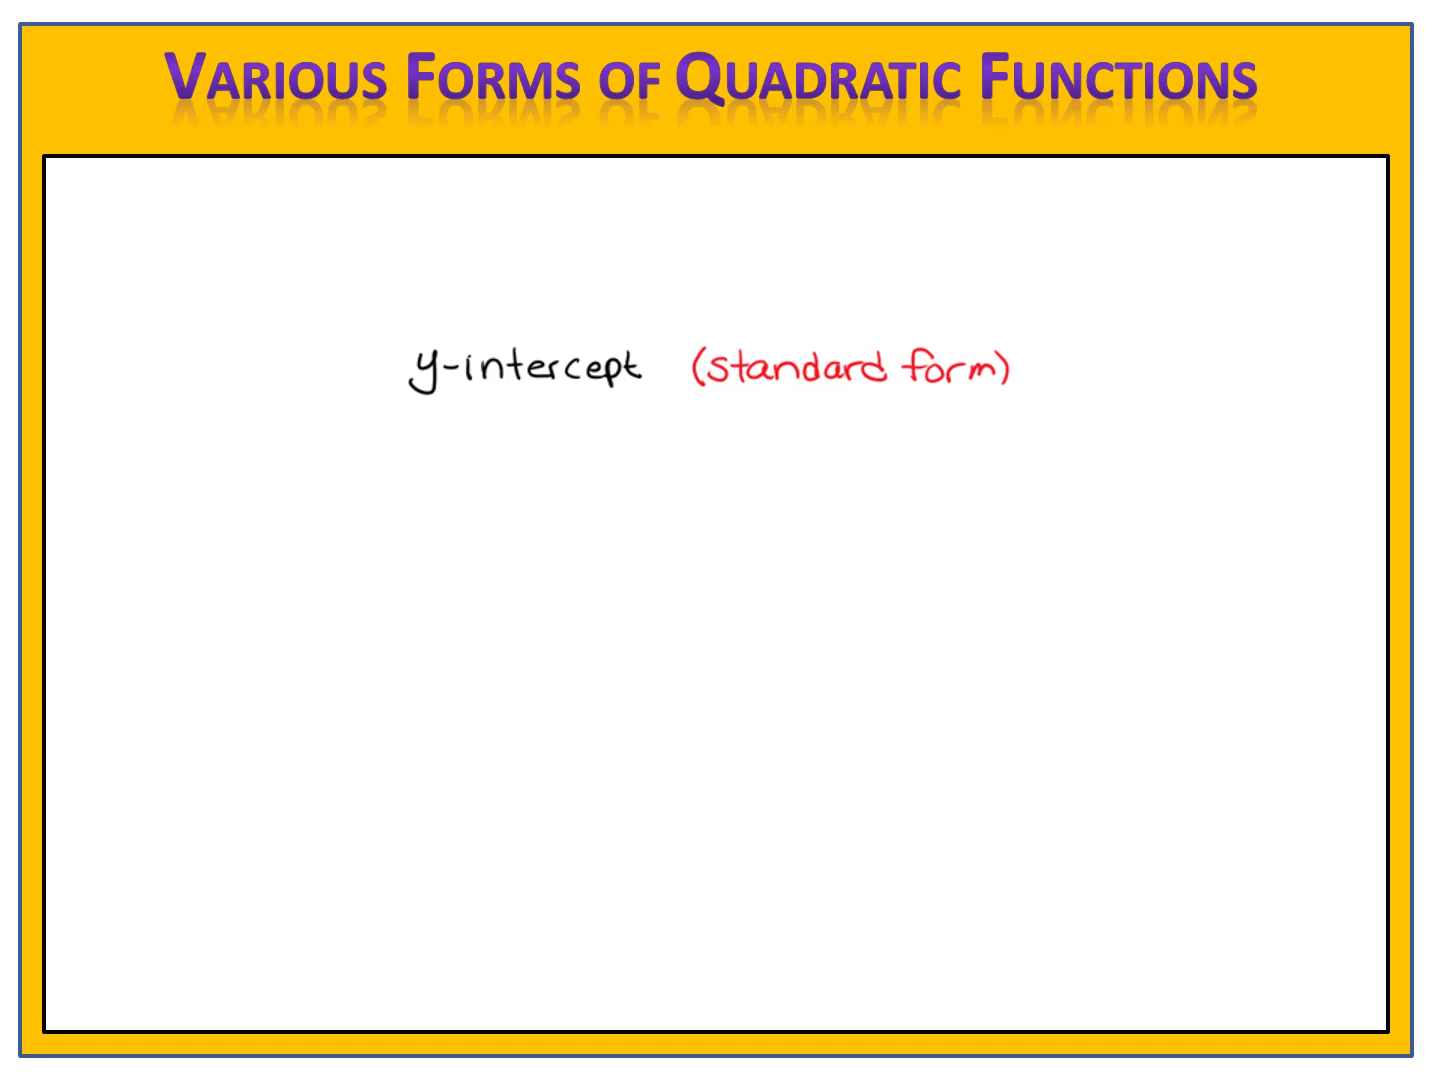 VARIOUS FORMS OF QUADRATIC FUNCTIONS
y-intercept (standard form)